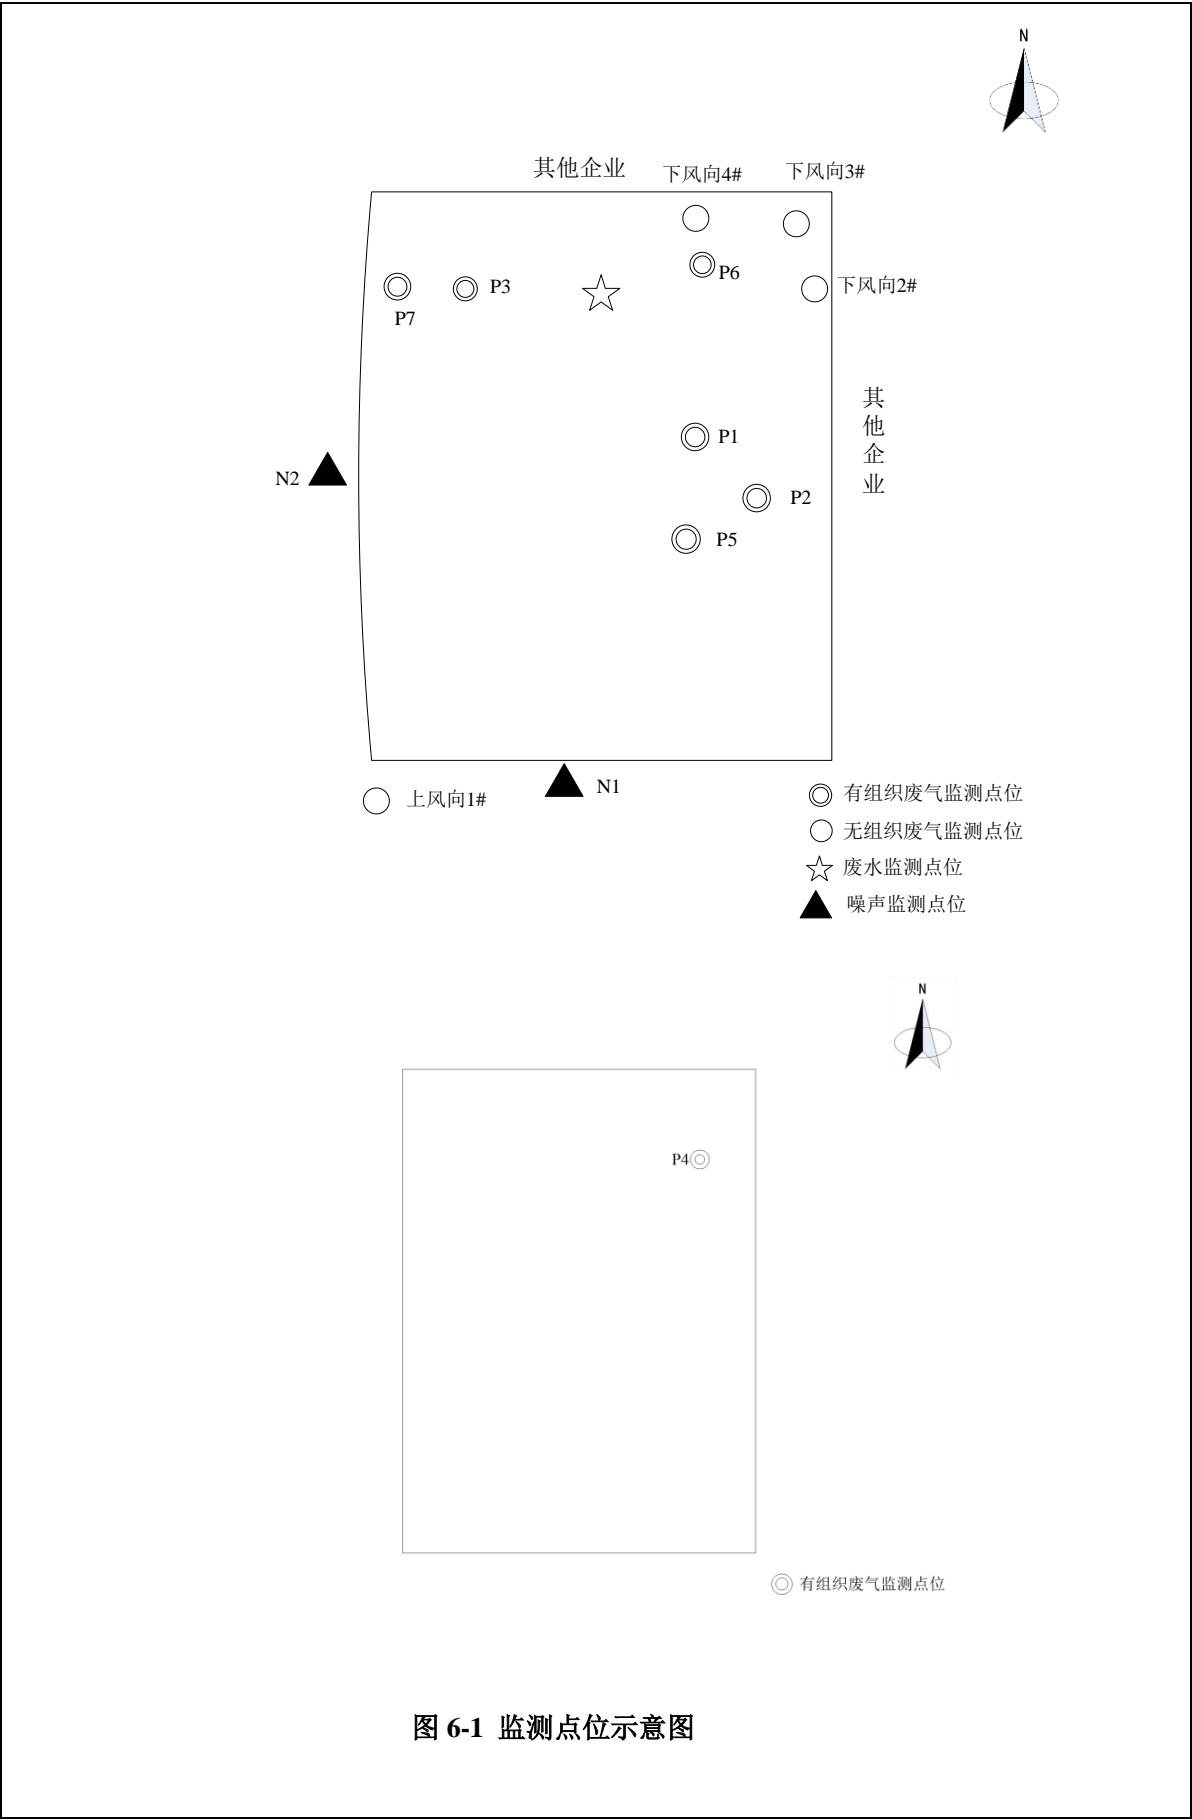 N
其他企业
下风向4#
下风向3#
P6
下风向2#
P3
P7
其他企业
P1
N2
P2
P5
N1
上风向1#
有组织废气监测点位
无组织废气监测点位
废水监测点位
噪声监测点位
N
P4
有组织废气监测点位
图 6-1 监测点位示意图